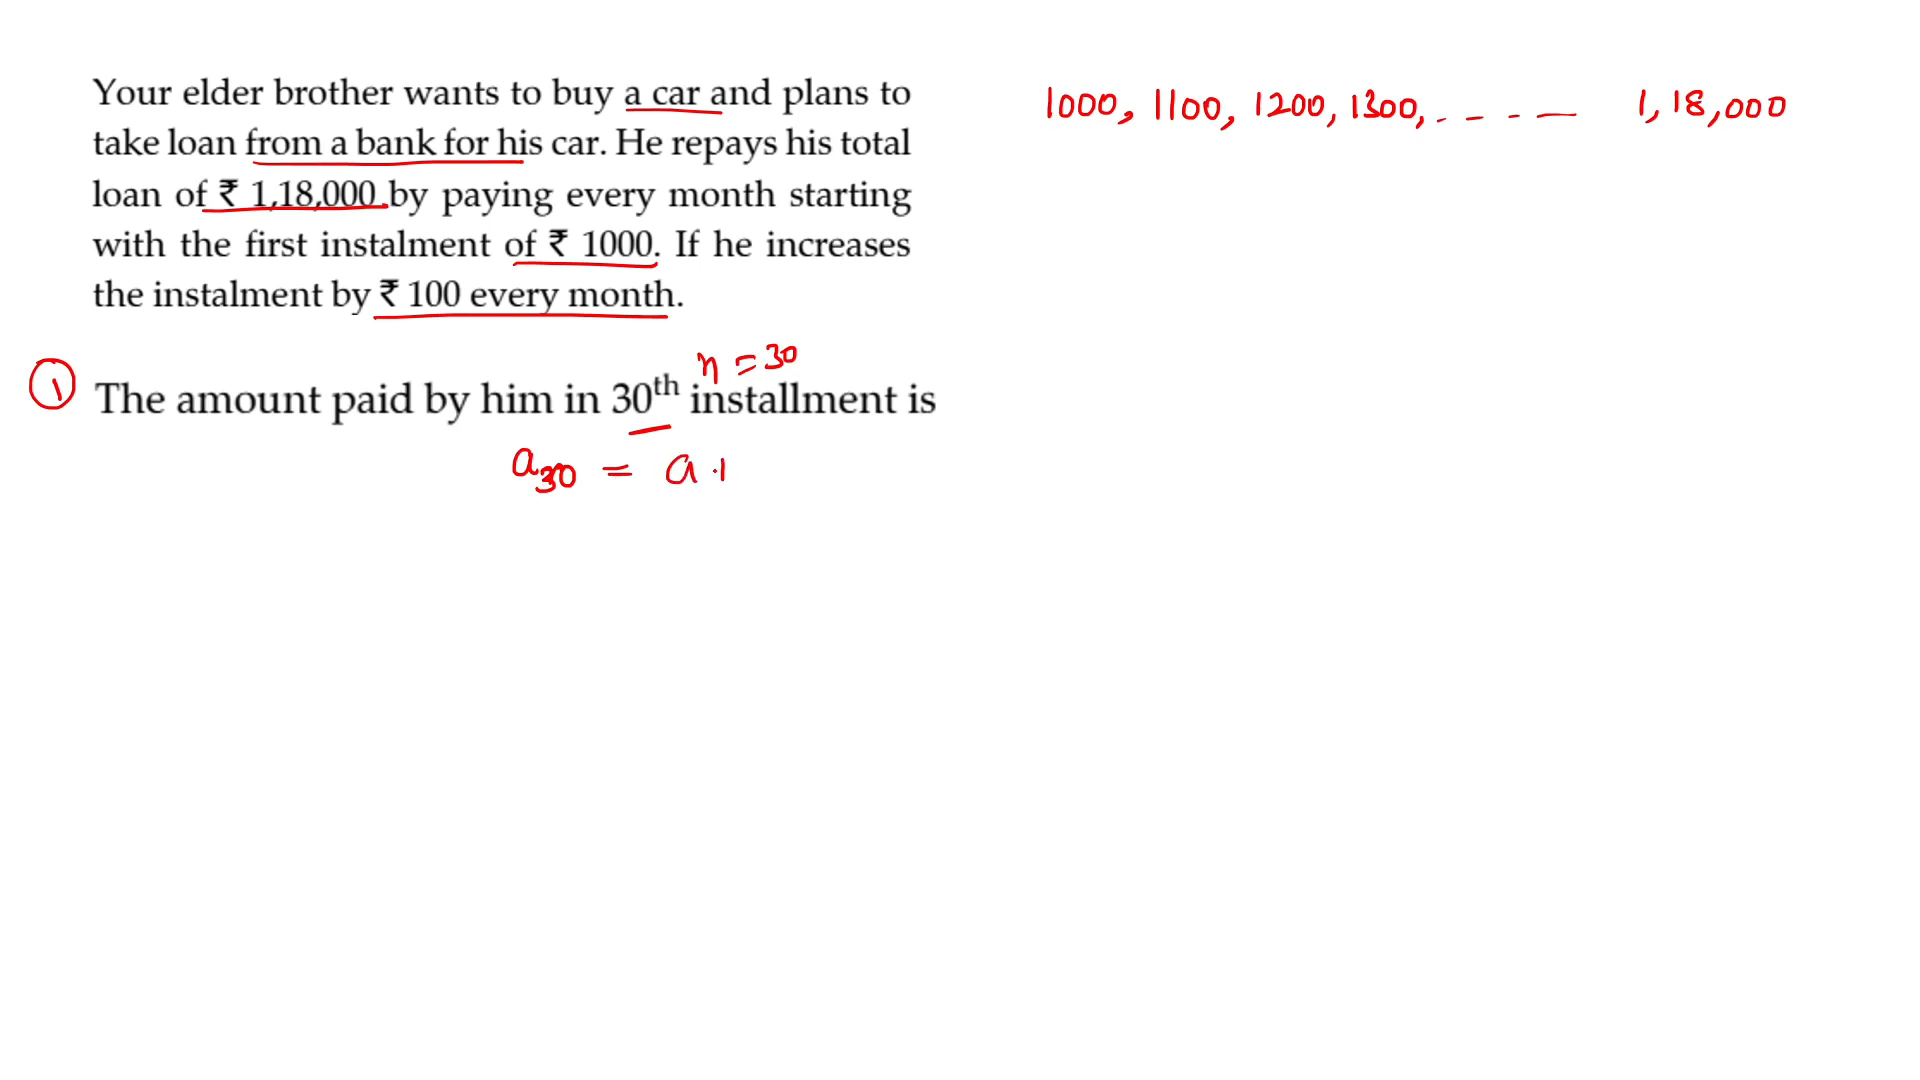 Your elder brother wants to buy a car and plans to
take loan from a bank for his car. He repays his total
loan of ₹ 1,18,000 by paying every month starting
with the first instalment of ₹ 1000. If he increases
the instalment by ₹ 100 every month.
1000, 1100, 1200, 1300, . - - - — 1,18,000
n = 30
① The amount paid by him in 30th installment is
a30 = a